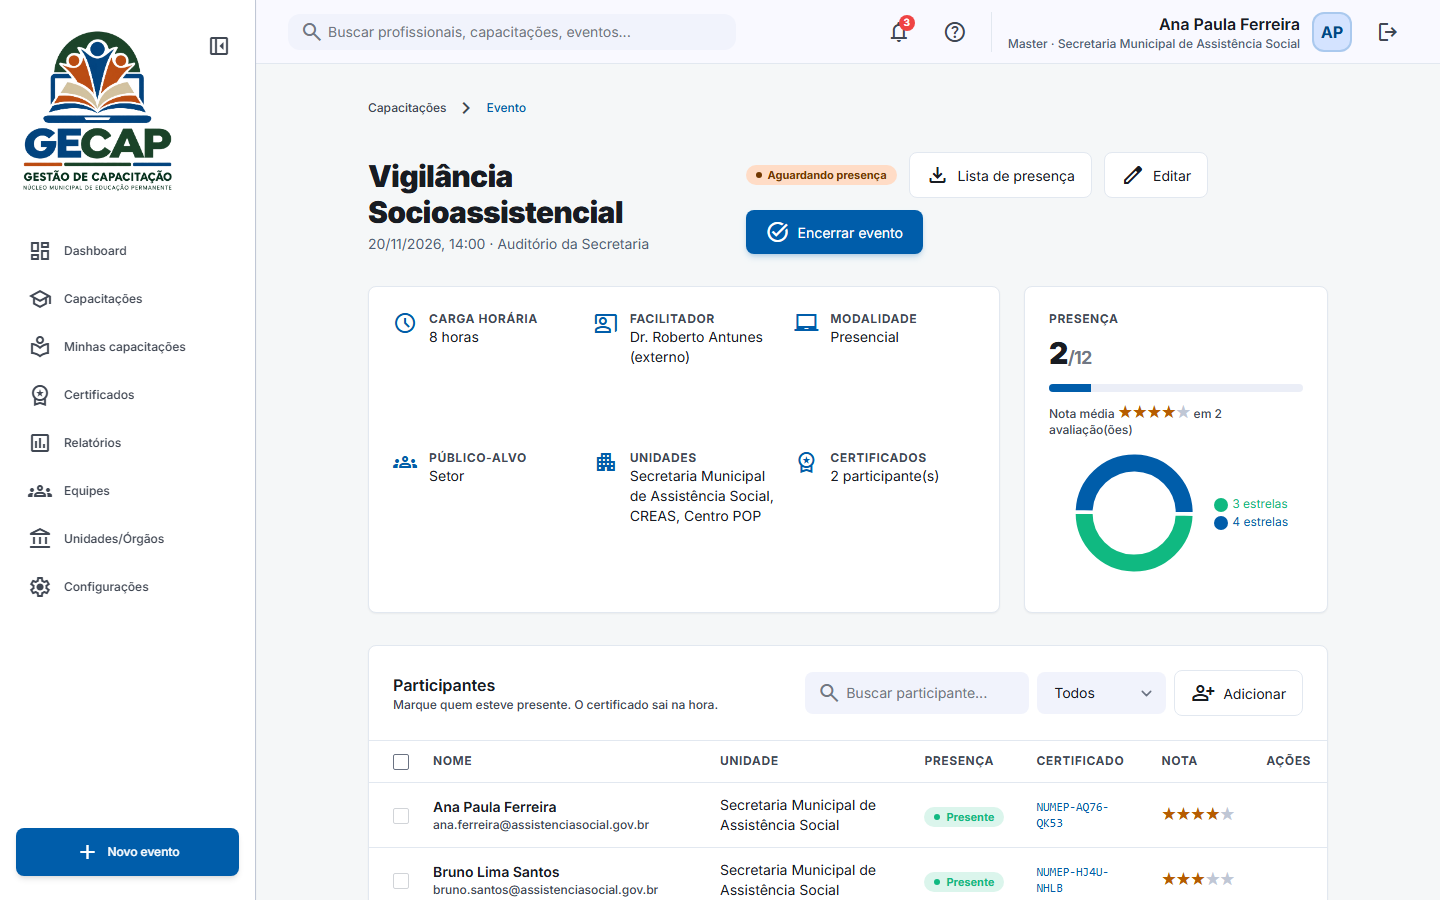 GECAP
GESTÃO DE CAPACITAÇÃO
NÚCLEO MUNICIPAL DE EDUCAÇÃO PERMANENTE
Dashboard
Capacitações
Minhas capacitações
Certificados
Relatórios
Equipes
Unidades/Órgãos
Configurações
Novo evento
Buscar profissionais, capacitações, eventos...
3
Ana Paula Ferreira
Master · Secretaria Municipal de Assistência Social
AP
Capacitações
Evento
Vigilância
Socioassistencial
20/11/2026, 14:00 · Auditório da Secretaria
Aguardando presença
Lista de presença
Editar
Encerrar evento
CARGA HORÁRIA
8 horas
FACILITADOR
Dr. Roberto Antunes
(externo)
MODALIDADE
Presencial
PÚBLICO-ALVO
Setor
UNIDADES
Secretaria Municipal
de Assistência Social,
CREAS, Centro POP
CERTIFICADOS
2 participante(s)
PRESENÇA
2/12
Nota média ★★★★★ em 2
avaliação(ões)
3 estrelas
4 estrelas
Participantes
Marque quem esteve presente. O certificado sai na hora.
Buscar participante...
Todos
Adicionar
NOME UNIDADE PRESENÇA CERTIFICADO NOTA AÇÕES
Ana Paula Ferreira
ana.ferreira@assistenciasocial.gov.br
Secretaria Municipal de
Assistência Social
Presente
NUMEP-AQ76-
QK53
★★★★★
Bruno Lima Santos
bruno.santos@assistenciasocial.gov.br
Secretaria Municipal de
Assistência Social
Presente
NUMEP-HJ4U-
NHLB
★★★★★